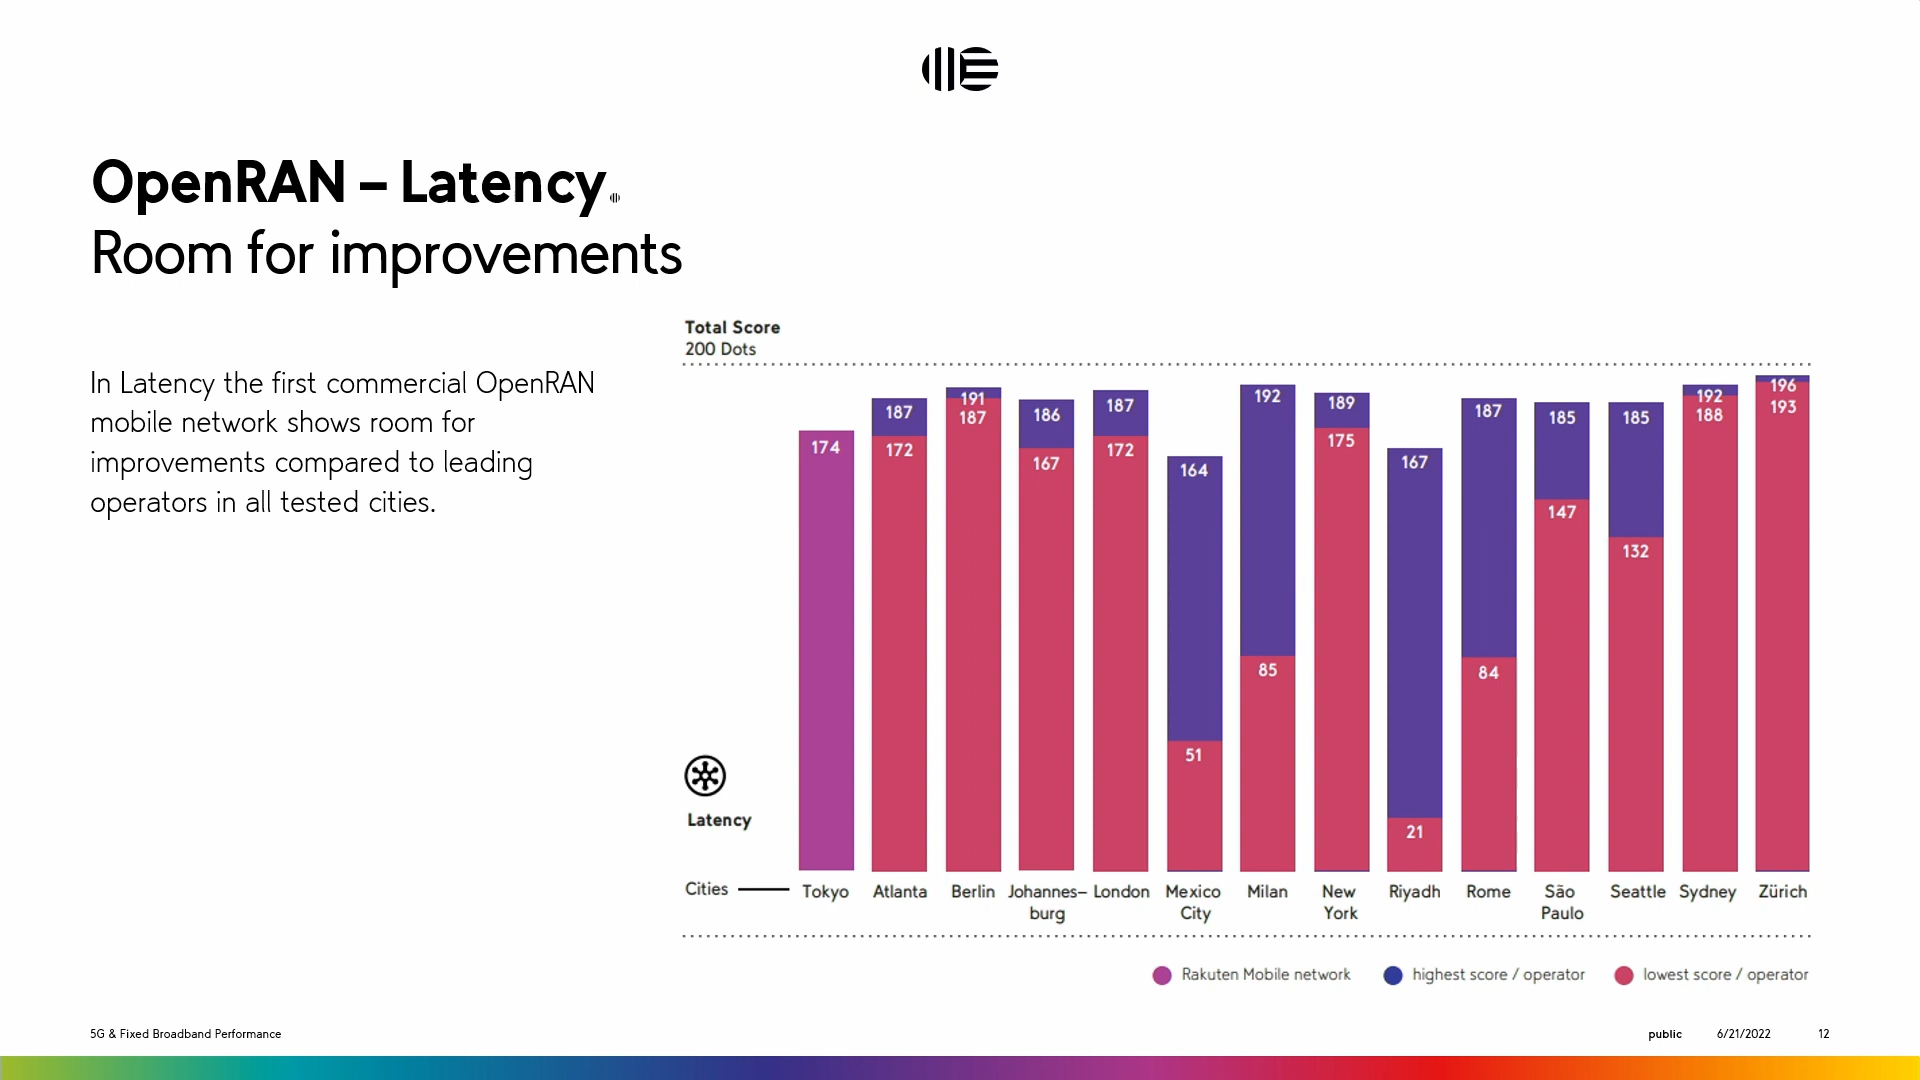 OpenRAN – Latency.
Room for improvements
In Latency the first commercial OpenRAN
mobile network shows room for
improvements compared to leading
operators in all tested cities.
Total Score
200 Dots
174
187
172
191
187
186
167
187
172
164
51
192
85
189
175
167
21
187
84
185
147
185
132
192
188
196
193
Latency
Cities
Tokyo
Atlanta
Berlin
Johannes–
burg
London
Mexico
City
Milan
New
York
Riyadh
Rome
São
Paulo
Seattle
Sydney
Zürich
Rakuten Mobile network
highest score / operator
lowest score / operator
5G & Fixed Broadband Performance
public
6/21/2022
12